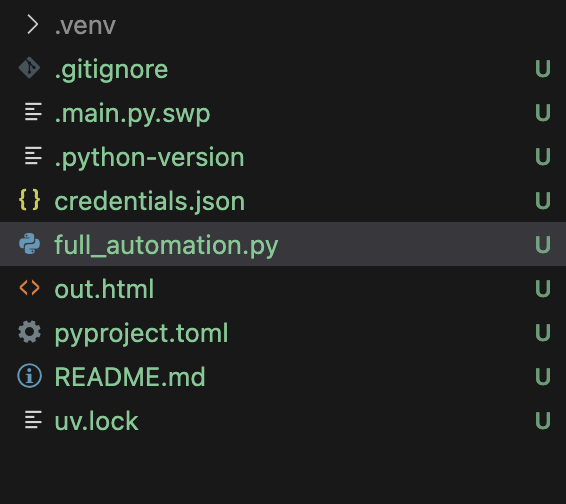 .venv
.gitignore U
.main.py.swp U
.python-version U
{} credentials.json U
full_automation.py U
<> out.html U
pyproject.toml U
README.md U
uv.lock U